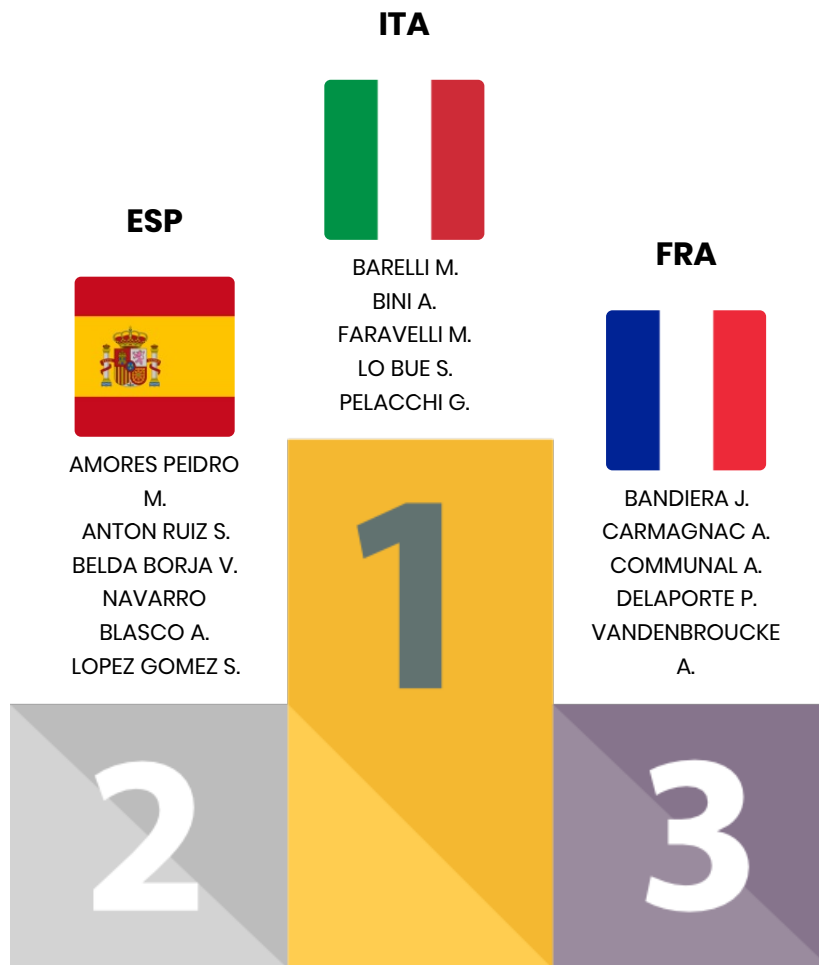 ITA
BARELLI M.
BINI A.
FARAVELLI M.
LO BUE S.
PELACCHI G.
ESP
AMORES PEIDRO
M.
ANTON RUIZ S.
BELDA BORJA V.
NAVARRO
BLASCO A.
LOPEZ GOMEZ S.
FRA
BANDIERA J.
CARMAGNAC A.
COMMUNAL A.
DELAPORTE P.
VANDENBROUCKE
A.
1
2
3